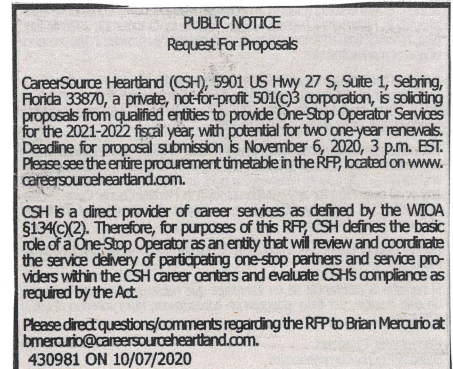 PUBLIC NOTICE
Request For Proposals
CareerSource Heartland (CSH), 5901 US Hwy 27 S, Suite 1, Sebring,
Florida 33870, a private, not-for-profit 501(c)3 corporation, is soliciting
proposals from qualified entities to provide One-Stop Operator Services
for the 2021-2022 fiscal year, with potential for two one-year renewals.
Deadline for proposal submission is November 6, 2020, 3 p.m. EST.
Please see the entire procurement timetable in the RFP, located on www.
careersourceheartland.com.
CSH is a direct provider of career services as defined by the WIOA
§134(c)(2). Therefore, for purposes of this RFP, CSH defines the basic
role of a One-Stop Operator as an entity that will review and coordinate
the service delivery of participating one-stop partners and service pro-
viders within the CSH career centers and evaluate CSH's compliance as
required by the Act.
Please direct questions/comments regarding the RFP to Brian Mercurio at
bmercurio@careersourceheartland.com.
430981 ON 10/07/2020